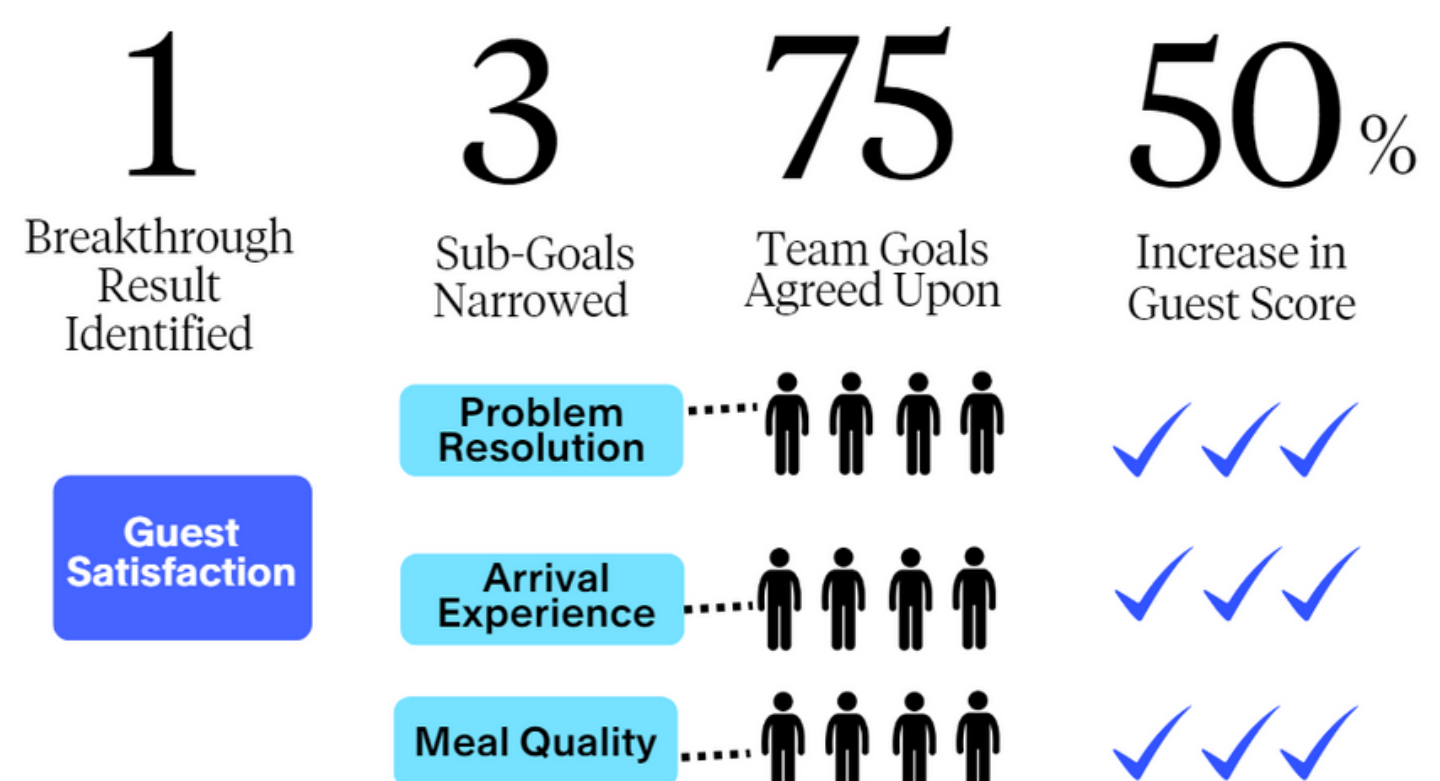 1
Breakthrough
Result
Identified
3
Sub-Goals
Narrowed
75
Team Goals
Agreed Upon
50 %
Increase in
Guest Score
Guest
Satisfaction
Problem
Resolution
Arrival
Experience
Meal Quality